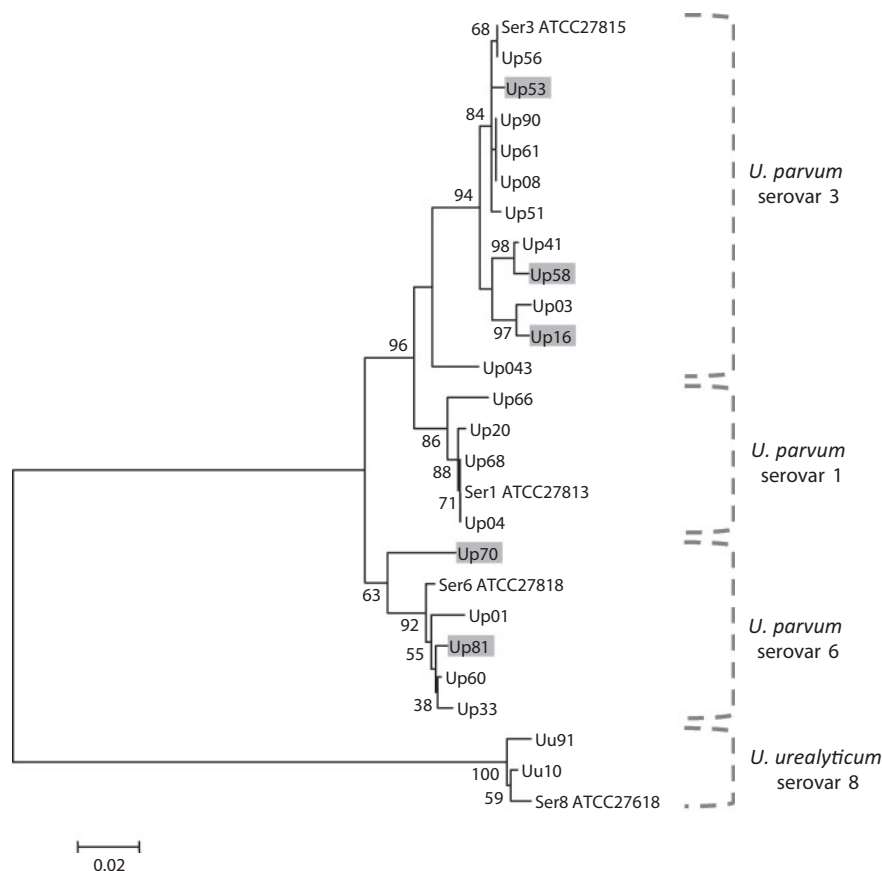 68
Ser3 ATCC27815
Up56
Up53
84
Up90
Up61
Up08
Up51
94
98
Up41
Up58
Up03
97
Up16
96
Up043
Up66
86
Up20
88
Up68
71
Ser1 ATCC27813
Up04
Up70
63
Ser6 ATCC27818
92
Up01
55
Up81
Up60
38
Up33
Uu91
100
Uu10
59
Ser8 ATCC27618
U. parvum
serovar 3
U. parvum
serovar 1
U. parvum
serovar 6
U. urealyticum
serovar 8
0.02